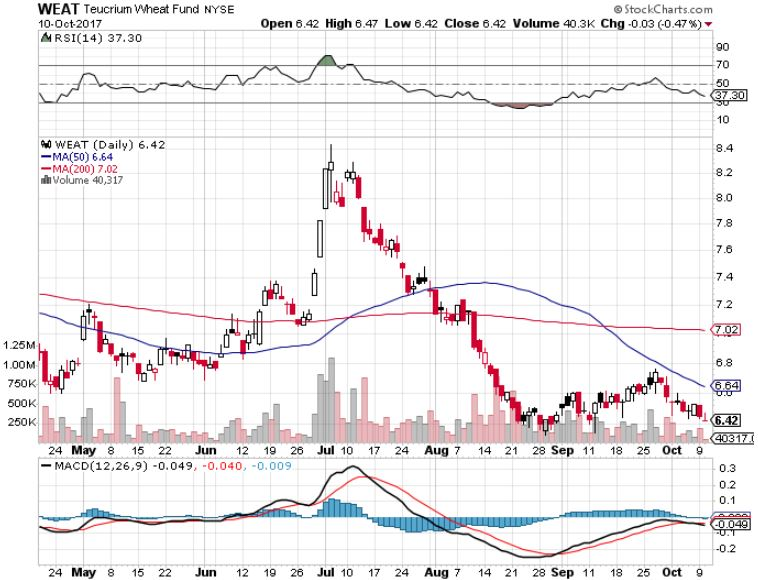 WEAT Teucrium Wheat Fund NYSE © StockCharts.com
10-Oct-2017 Open 6.42 High 6.47 Low 6.42 Close 6.42 Volume 40.3K Chg -0.03 (-0.47%)
RSI(14) 37.30
90
70
50
37.30
30
10
WEAT (Daily) 6.42
MA(50) 6.64
MA(200) 7.02
Volume 40,317
8.4
8.2
8.0
7.8
7.6
7.4
7.2
7.02
6.8
6.64
6.42
1.25M
1.00M
750K
500K
250K
40317.0
24 May 8 15 22 Jun 12 19 26 Jul 10 17 24 Aug 7 14 21 28 Sep 11 18 25 Oct 9
MACD(12,26,9) -0.049, -0.040, -0.009
0.3
0.2
0.1
-0.049
-0.1
-0.2
24 May 8 15 22 Jun 12 19 26 Jul 10 17 24 Aug 7 14 21 28 Sep 11 18 25 Oct 9